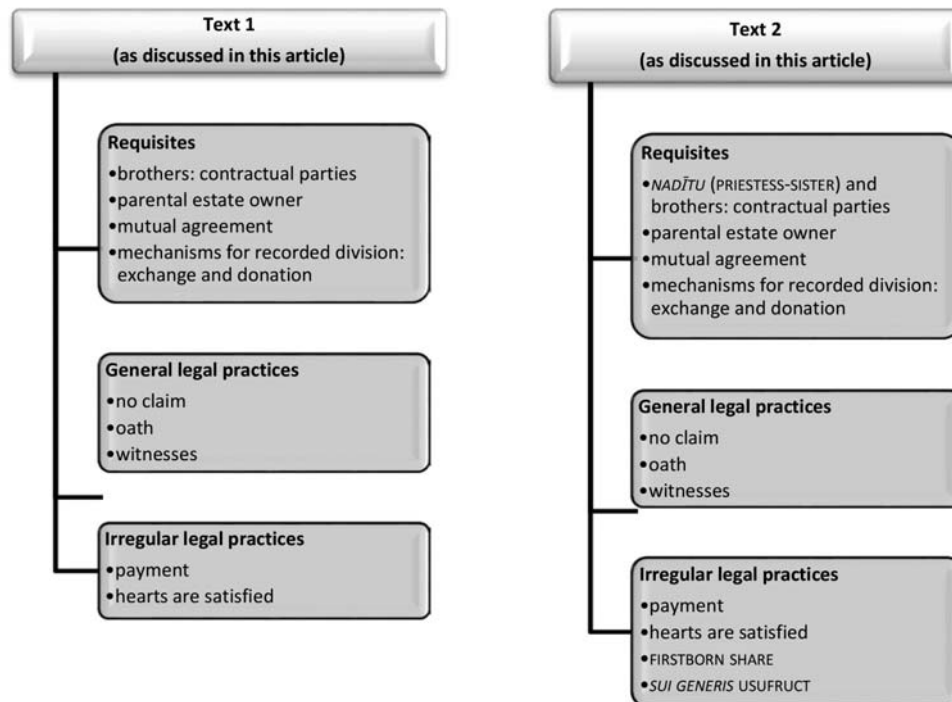 Text 1
(as discussed in this article)
Requisites
•brothers: contractual parties
•parental estate owner
•mutual agreement
•mechanisms for recorded division:
exchange and donation
General legal practices
•no claim
•oath
•witnesses
Irregular legal practices
•payment
•hearts are satisfied
Text 2
(as discussed in this article)
Requisites
•NADĪTU (PRIESTESS-SISTER) and
brothers: contractual parties
•parental estate owner
•mutual agreement
•mechanisms for recorded division:
exchange and donation
General legal practices
•no claim
•oath
•witnesses
Irregular legal practices
•payment
•hearts are satisfied
•FIRSTBORN SHARE
•SUI GENERIS USUFRUCT